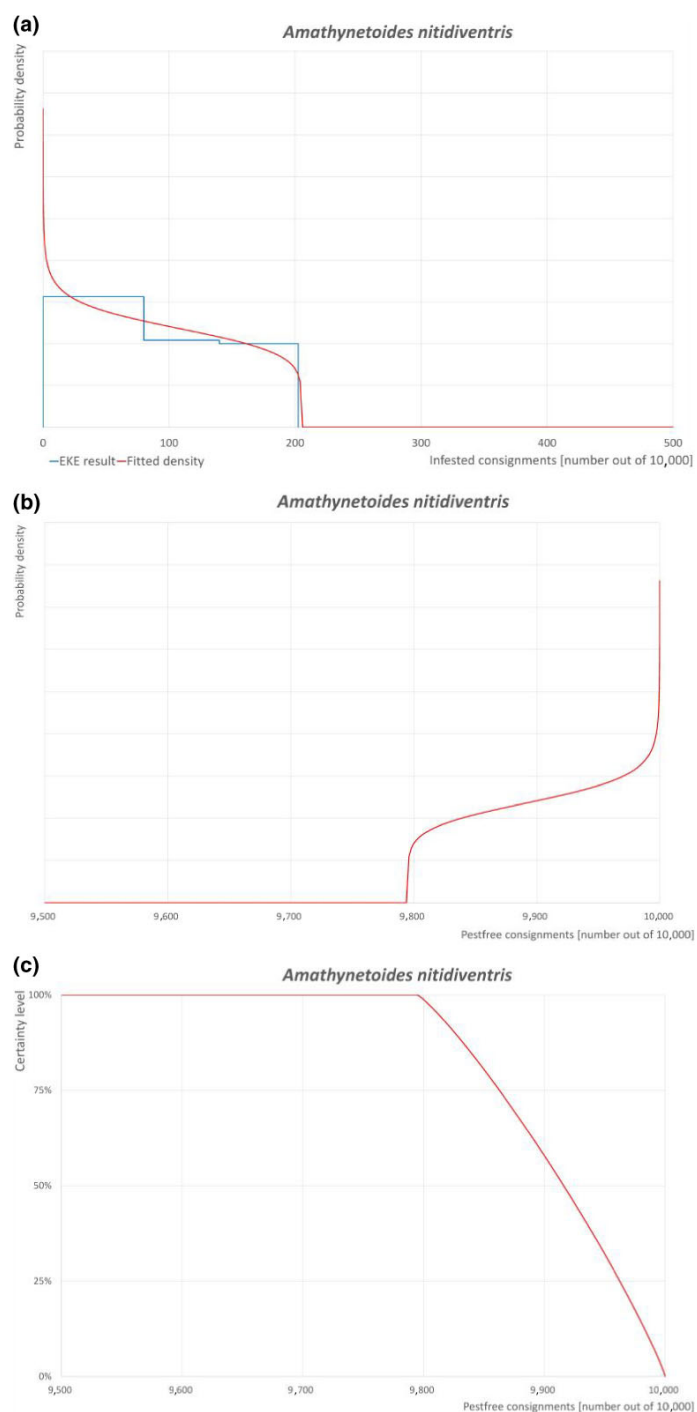 (a)
Amathynetoides nitidiventris
Probability density
0 100 200 300 400 500
EKE result Fitted density Infested consignments [number out of 10,000]
(b)
Amathynetoides nitidiventris
Probability density
9,500 9,600 9,700 9,800 9,900 10,000
Pestfree consignments [number out of 10,000]
(c)
Amathynetoides nitidiventris
Certainty level
100%
75%
50%
25%
0%
9,500 9,600 9,700 9,800 9,900 10,000
Pestfree consignments [number out of 10,000]